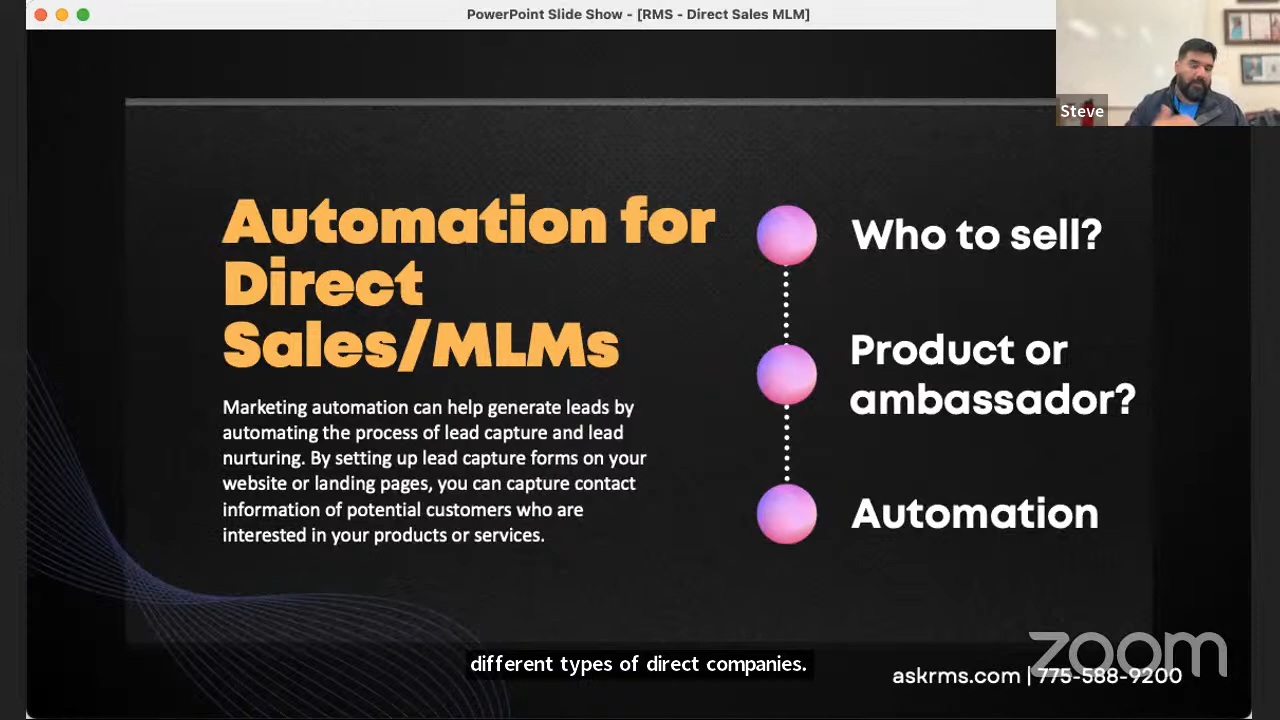 PowerPoint Slide Show - [RMS - Direct Sales MLM]
Steve
Automation for
Direct
Sales/MLMs
Marketing automation can help generate leads by
automating the process of lead capture and lead
nurturing. By setting up lead capture forms on your
website or landing pages, you can capture contact
information of potential customers who are
interested in your products or services.
Who to sell?
Product or
ambassador?
Automation
different types of direct companies.
zoom
askrms.com | 775-588-9200